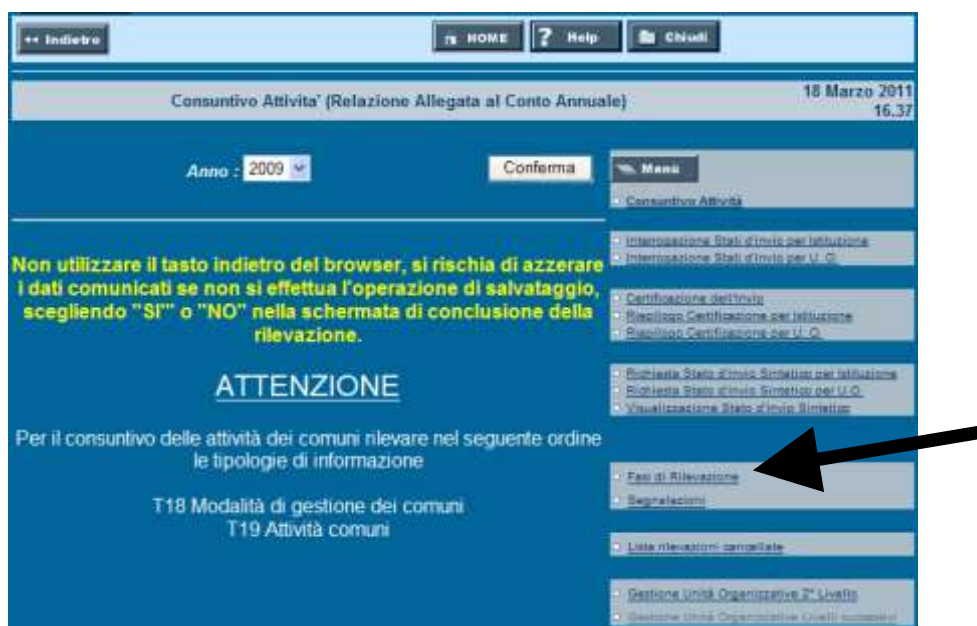 ◄◄ Indietro
HOME
? Help
Chiudi
Consuntivo Attivita' (Relazione Allegata al Conto Annuale)
18 Marzo 2011
16.37
Anno : 2009
Conferma
Non utilizzare il tasto indietro del browser, si rischia di azzerare
i dati comunicati se non si effettua l'operazione di salvataggio,
scegliendo "SI'" o "NO" nella schermata di conclusione della
rilevazione.
ATTENZIONE
Per il consuntivo delle attività dei comuni rilevare nel seguente ordine
le tipologie di informazione
T18 Modalità di gestione dei comuni
T19 Attività comuni
Menù
Consuntivo Attività
Interrogazione Stati d'invio per Istituzione
Interrogazione Stati d'invio per U. O.
Certificazione dell'Invio
Riepilogo Certificazione per Istituzione
Riepilogo Certificazione per U. O.
Richiesta Stato d'invio Sintetico per Istituzione
Richiesta Stato d'invio Sintetico per U.O.
Visualizzazione Stato d'invio Sintetico
Fasi di Rilevazione
Segnalazioni
Lista rilevazioni cancellate
Gestione Unità Organizzative 2° Livello
Gestione Unità Organizzative Livelli successivi